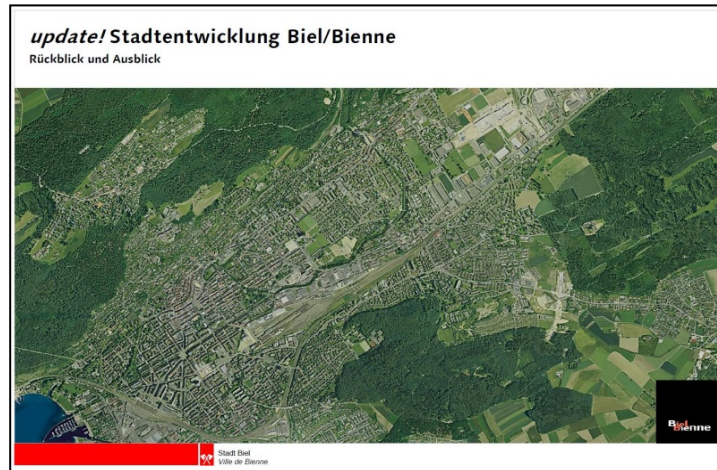 update! Stadtentwicklung Biel/Bienne
Rückblick und Ausblick
Biel
Bienne
Stadt Biel
Ville de Bienne